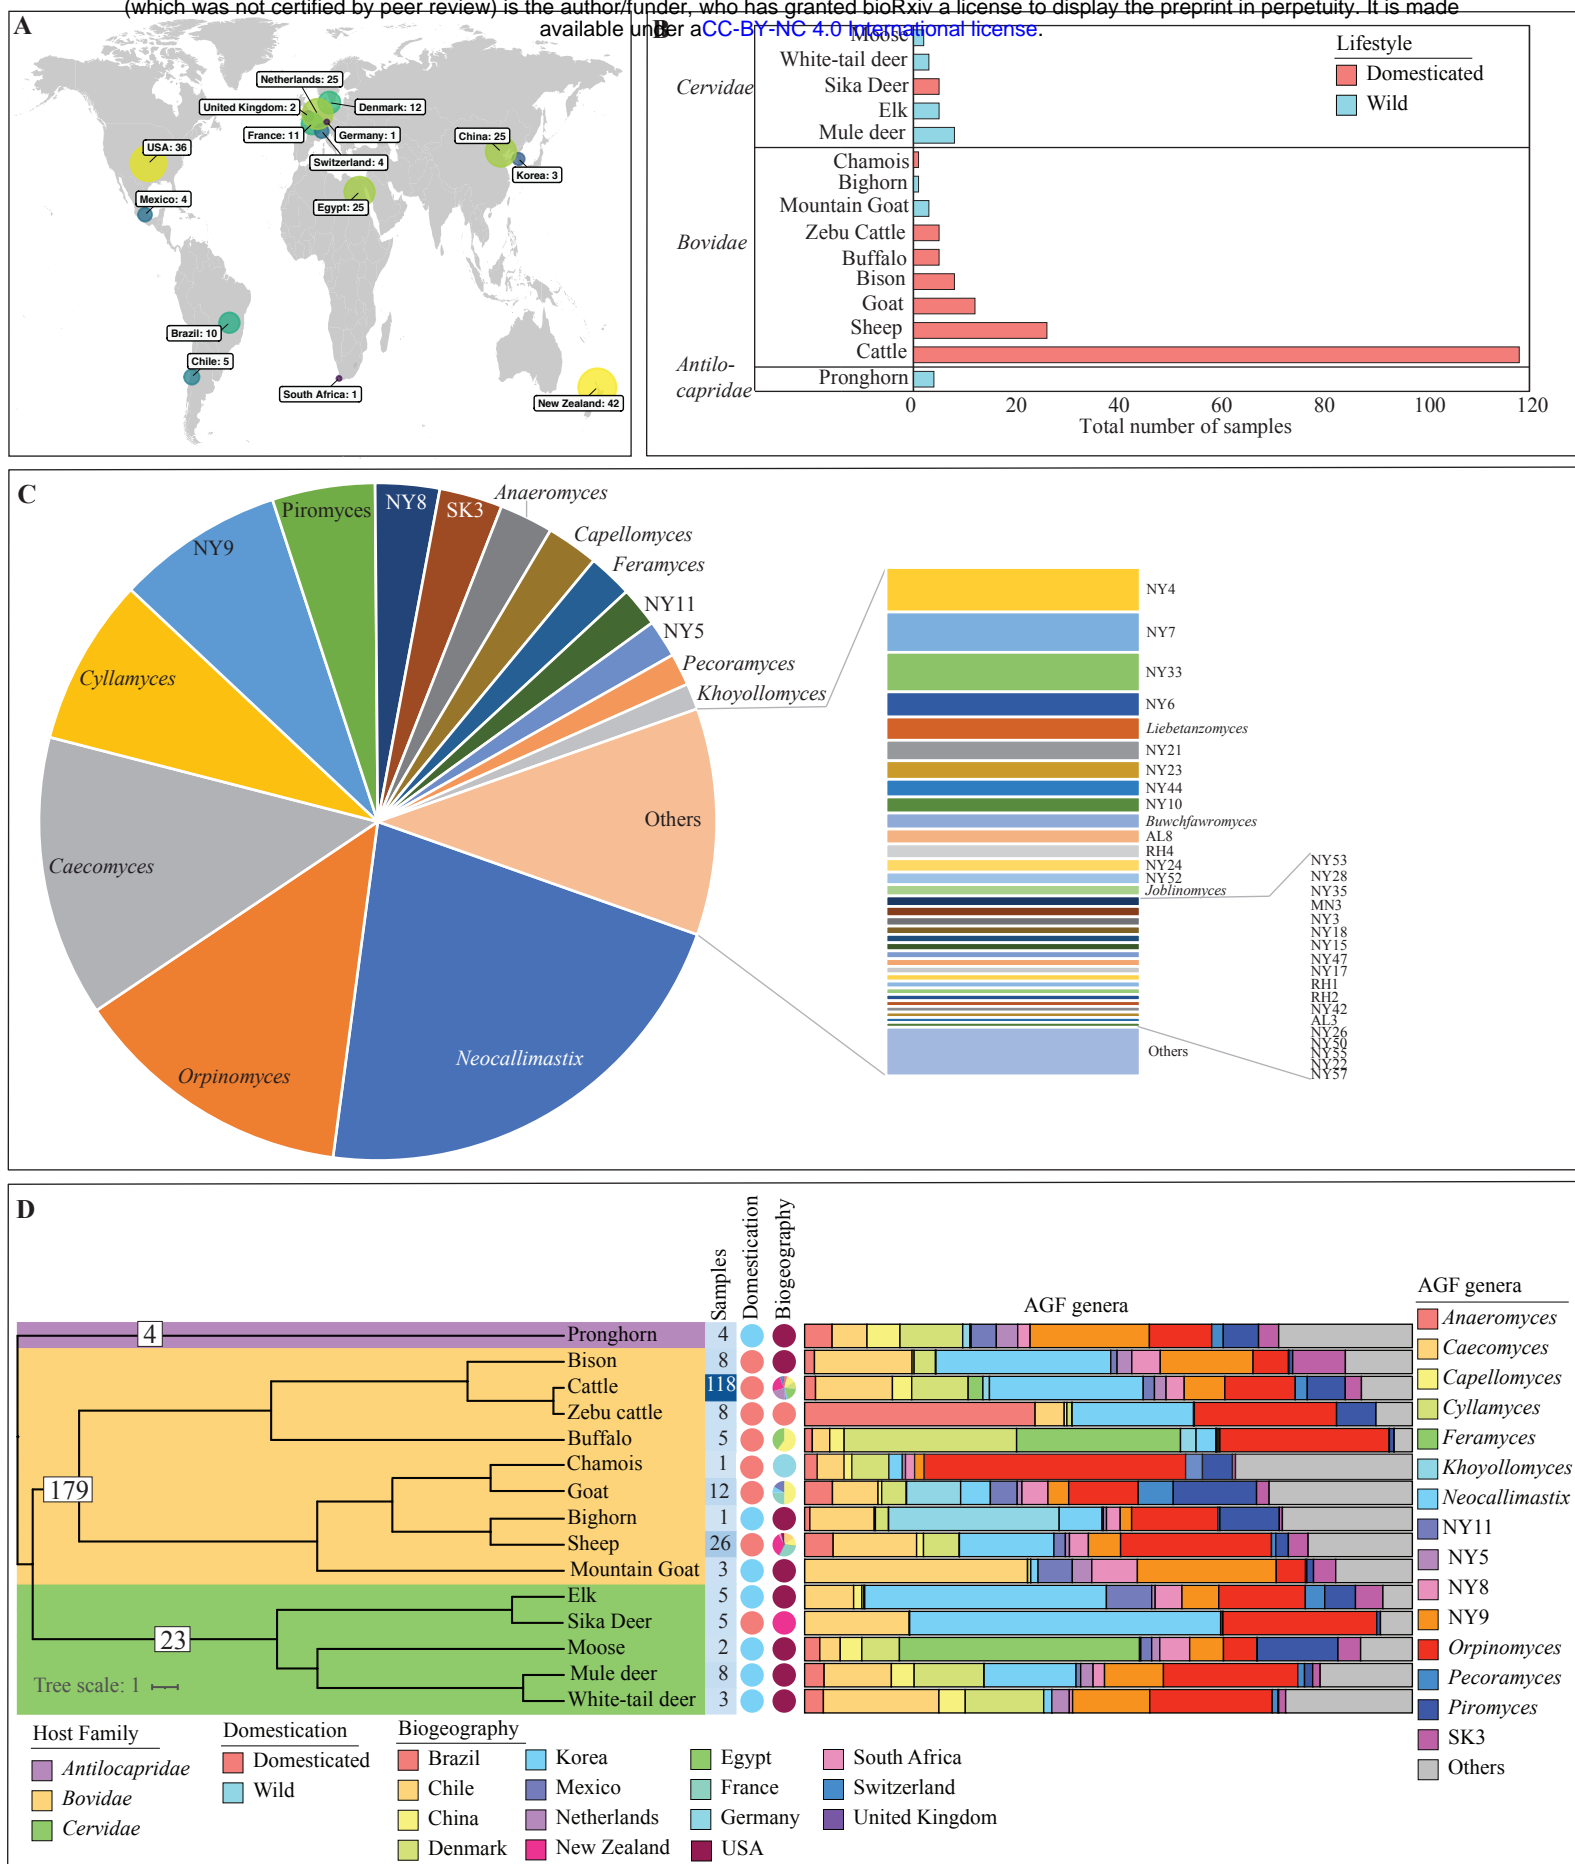 (which was not certified by peer review) is the author/funder, who has granted bioRxiv a license to display the preprint in perpetuity. It is made
available under aCC-BY-NC 4.0 International license.
A
Netherlands: 25
United Kingdom: 2
Denmark: 12
France: 11
Germany: 1
Switzerland: 4
USA: 36
Mexico: 4
China: 25
Korea: 3
Egypt: 25
Brazil: 10
Chile: 5
South Africa: 1
New Zealand: 42
B
Lifestyle
Domesticated
Wild
Cervidae
Moose
White-tail deer
Sika Deer
Elk
Mule deer
Bovidae
Chamois
Bighorn
Mountain Goat
Zebu Cattle
Buffalo
Bison
Goat
Sheep
Cattle
Antilo-
capridae
Pronghorn
0 20 40 60 80 100 120
Total number of samples
C
Piromyces
NY8
SK3
Anaeromyces
Capellomyces
Feramyces
NY11
NY5
Pecoramyces
Khoyollomyces
Others
Neocallimastix
Orpinomyces
Caecomyces
Cyllamyces
NY9
NY4
NY7
NY33
NY6
Liebetanzomyces
NY21
NY23
NY44
NY10
Buwchfawromyces
AL8
RH4
NY24
NY52
Joblinomyces
Others
NY53
NY28
NY35
MN3
NY3
NY18
NY15
NY47
NY17
RH1
RH2
NY42
AL3
NY26
NY50
NY55
NY22
NY57
D
Samples
Domestication
Biogeography
AGF genera
4
179
23
Pronghorn 4
Bison 8
Cattle 118
Zebu cattle 8
Buffalo 5
Chamois 1
Goat 12
Bighorn 1
Sheep 26
Mountain Goat 3
Elk 5
Sika Deer 5
Moose 2
Mule deer 8
White-tail deer 3
Tree scale: 1
AGF genera
Anaeromyces
Caecomyces
Capellomyces
Cyllamyces
Feramyces
Khoyollomyces
Neocallimastix
NY11
NY5
NY8
NY9
Orpinomyces
Pecoramyces
Piromyces
SK3
Others
Host Family
Antilocapridae
Bovidae
Cervidae
Domestication
Domesticated
Wild
Biogeography
Brazil
Chile
China
Denmark
Korea
Mexico
Netherlands
New Zealand
Egypt
France
Germany
USA
South Africa
Switzerland
United Kingdom